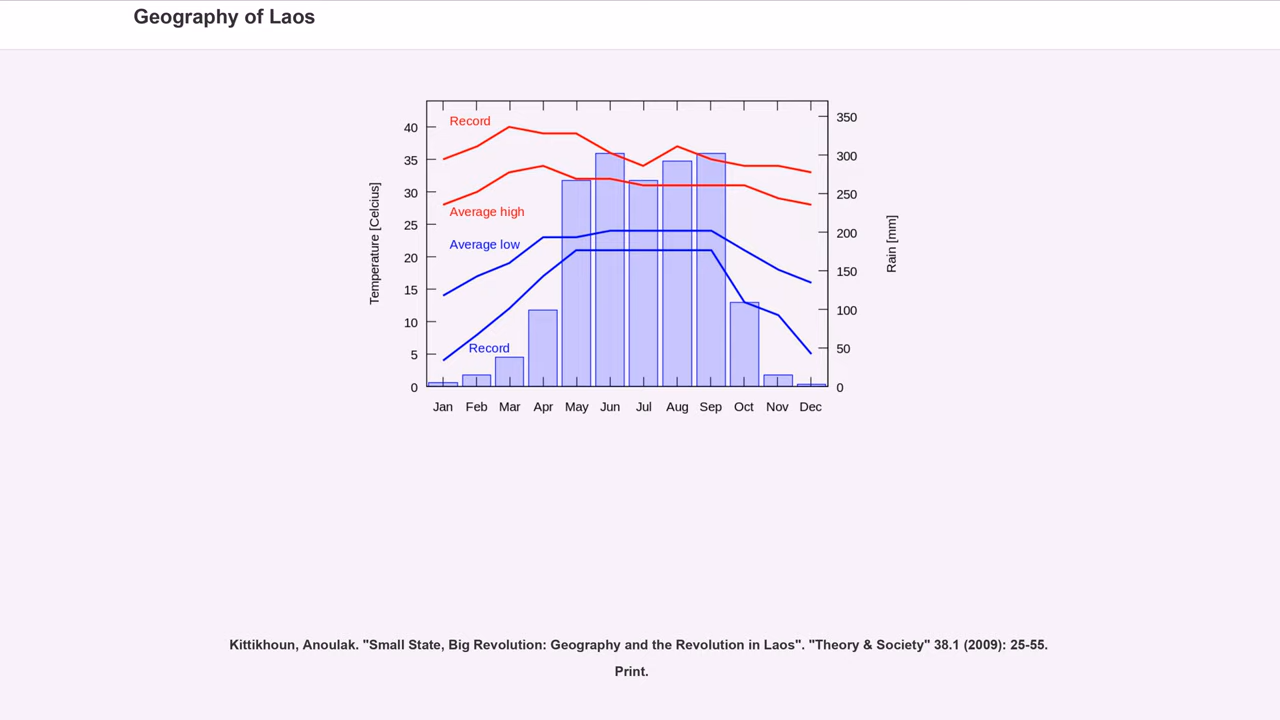 Geography of Laos
Record
Average high
Average low
Record
Temperature [Celcius]
40
35
30
25
20
15
10
5
0
Rain [mm]
350
300
250
200
150
100
50
0
Jan Feb Mar Apr May Jun Jul Aug Sep Oct Nov Dec
Kittikhoun, Anoulak. "Small State, Big Revolution: Geography and the Revolution in Laos". "Theory & Society" 38.1 (2009): 25-55.
Print.